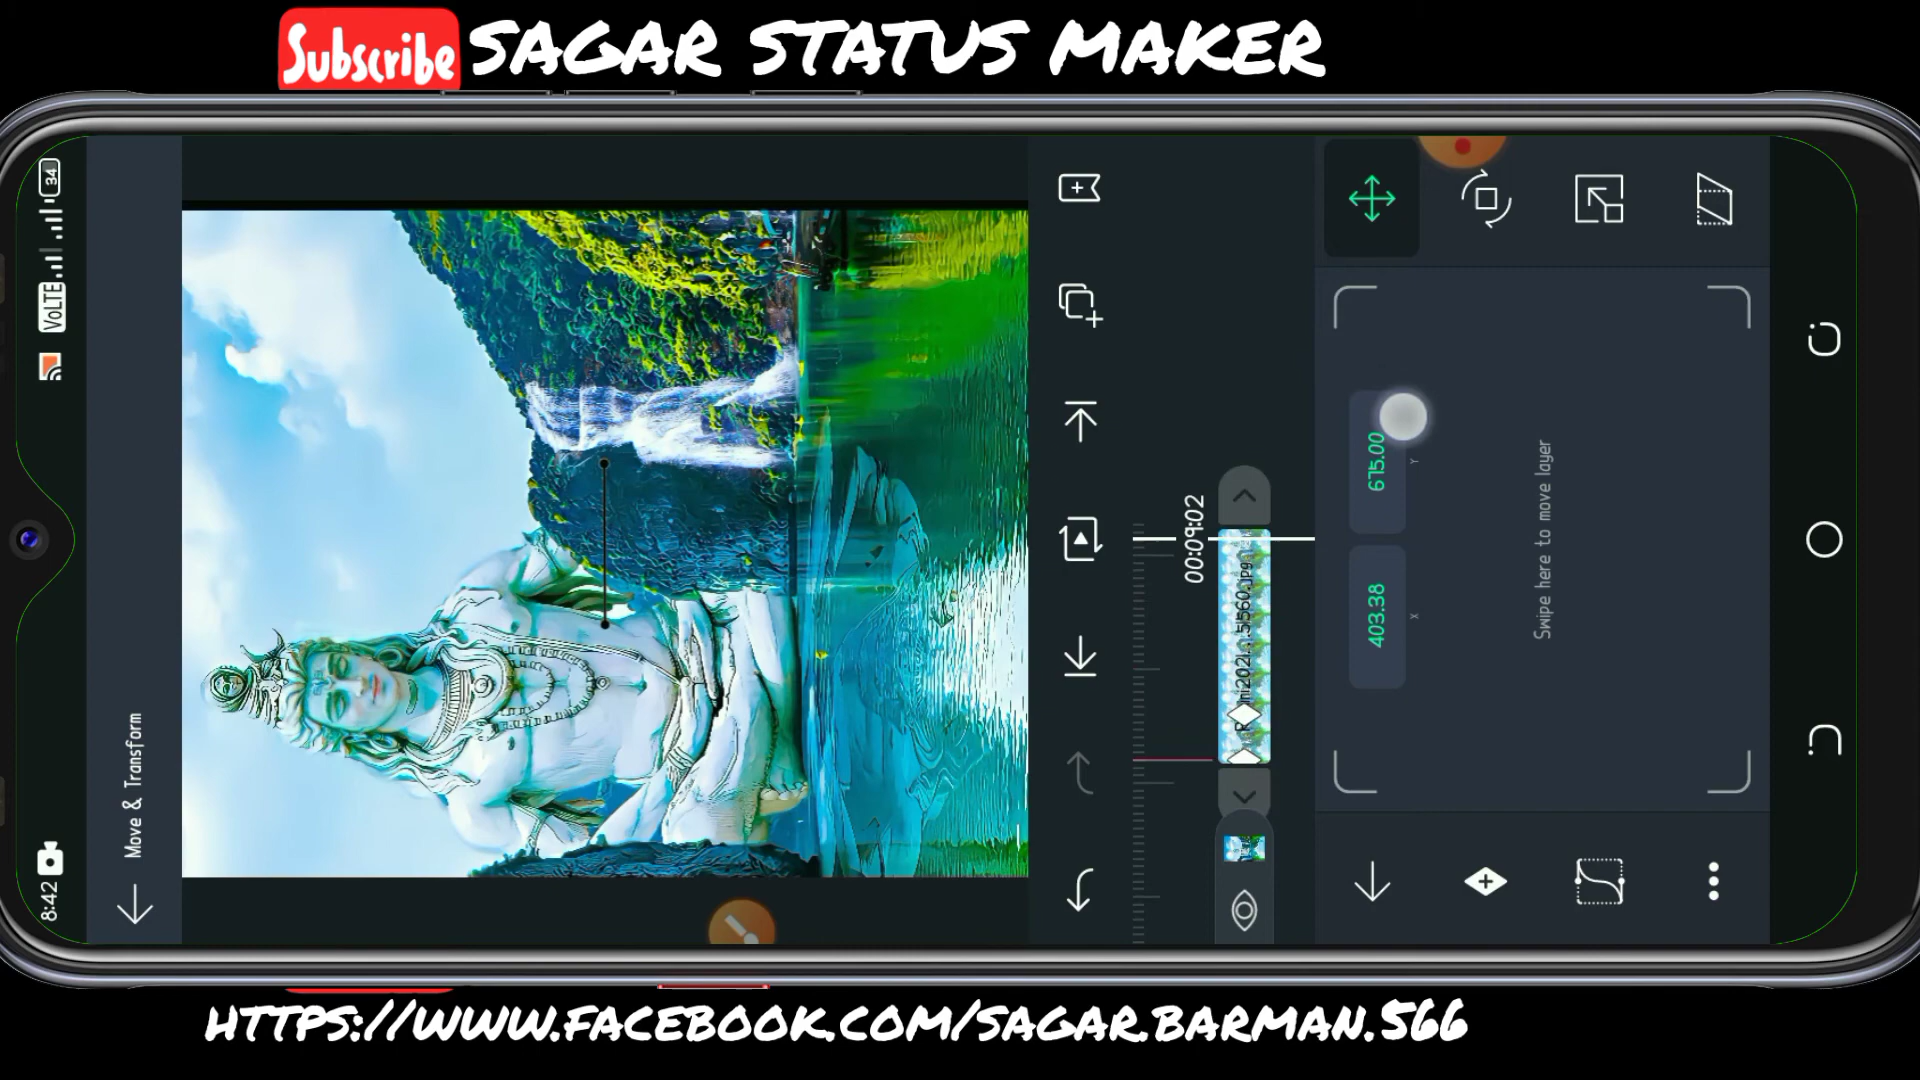 Subscribe SAGAR STATUS MAKER
8:42
VoLTE
34
Move & Transform
00:09:02
403.38
X
675.00
Y
Swipe here to move layer
HTTPS://WWW.FACEBOOK.COM/SAGAR.BARMAN.566